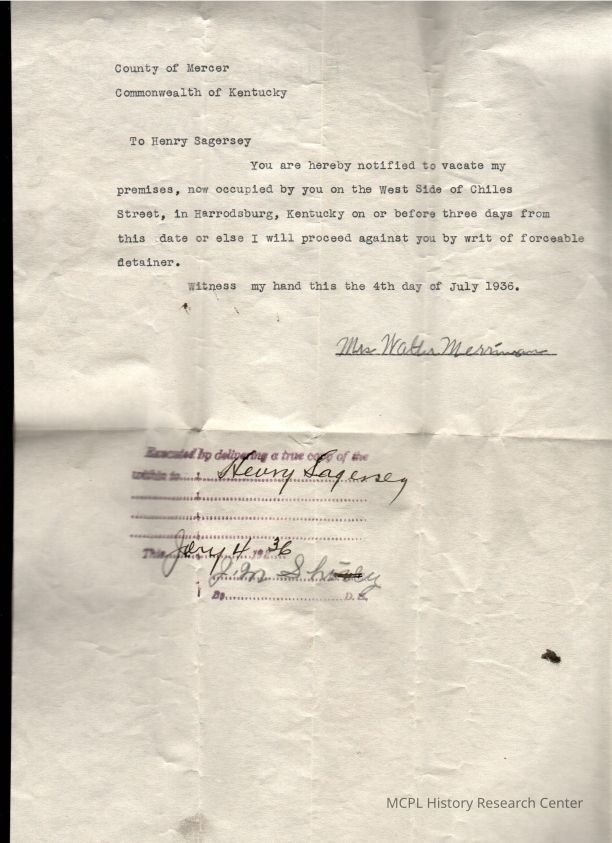 County of Mercer
Commonwealth of Kentucky
To Henry Sagersey
You are hereby notified to vacate my
premises, now occupied by you on the West Side of Chiles
Street, in Harrodsburg, Kentucky on or before three days from
this date or else I will proceed against you by writ of forceable
detainer.
Witness my hand this the 4th day of July 1936.
Mrs Walter Merriman
Executed by delivering a true copy of the
within to Henry Sagersey
This July 4 1936
J. M
By D. S.
MCPL History Research Center